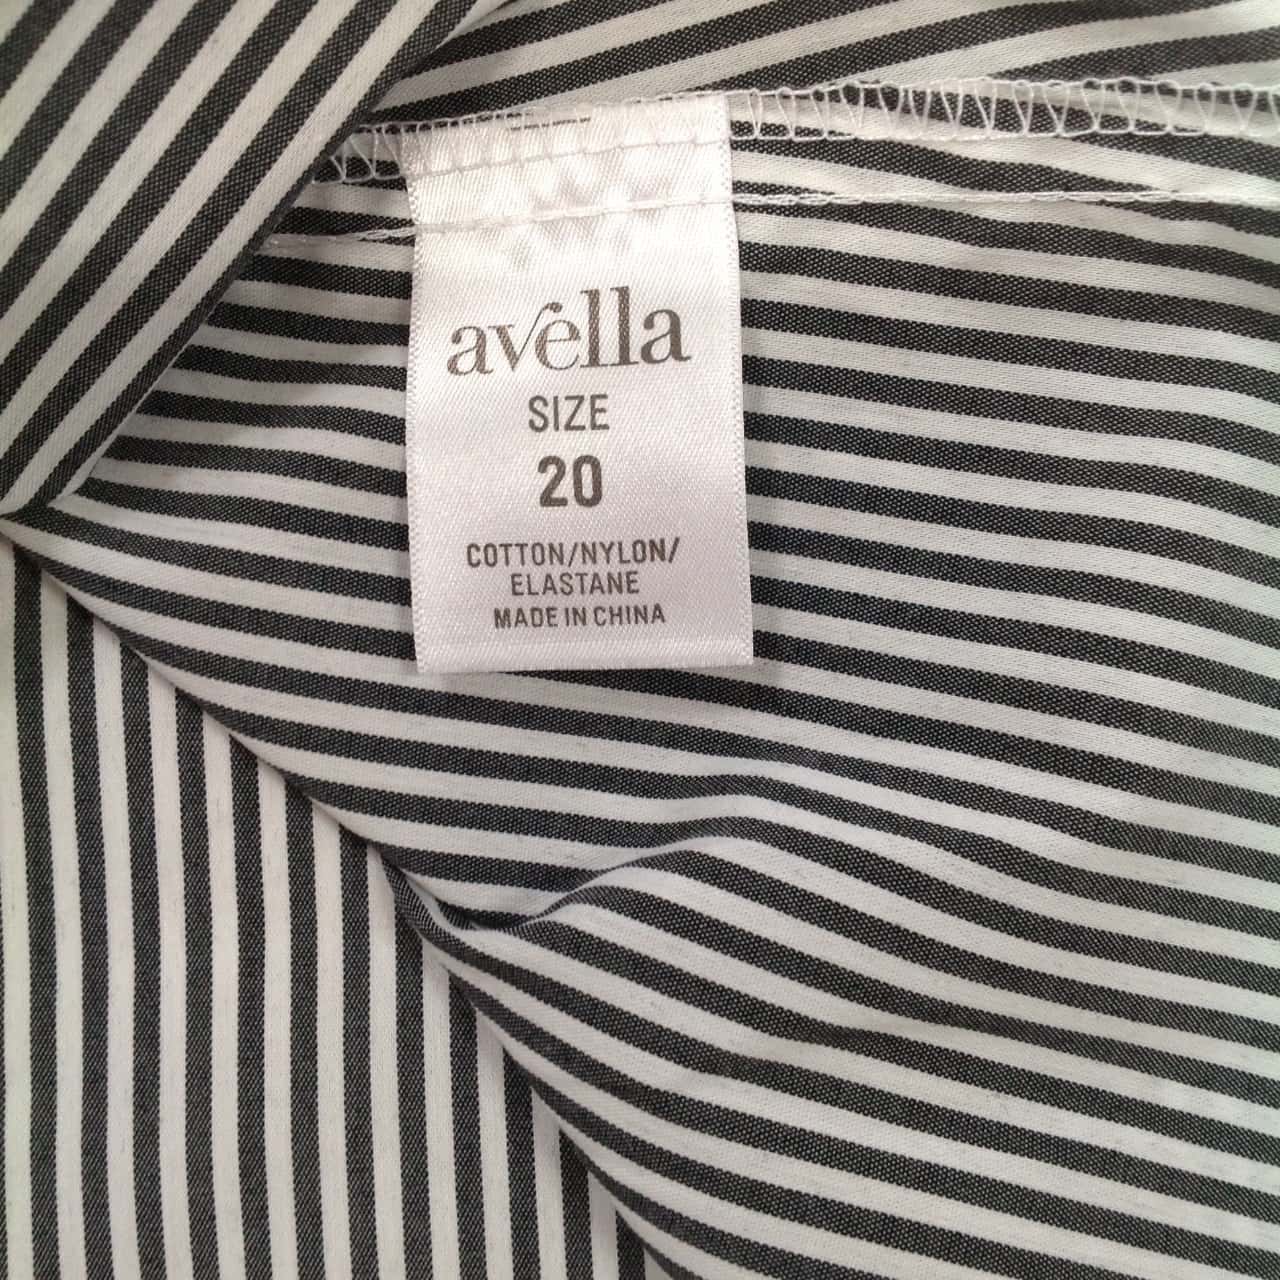 avella
SIZE
20
COTTON/NYLON/
ELASTANE
MADE IN CHINA